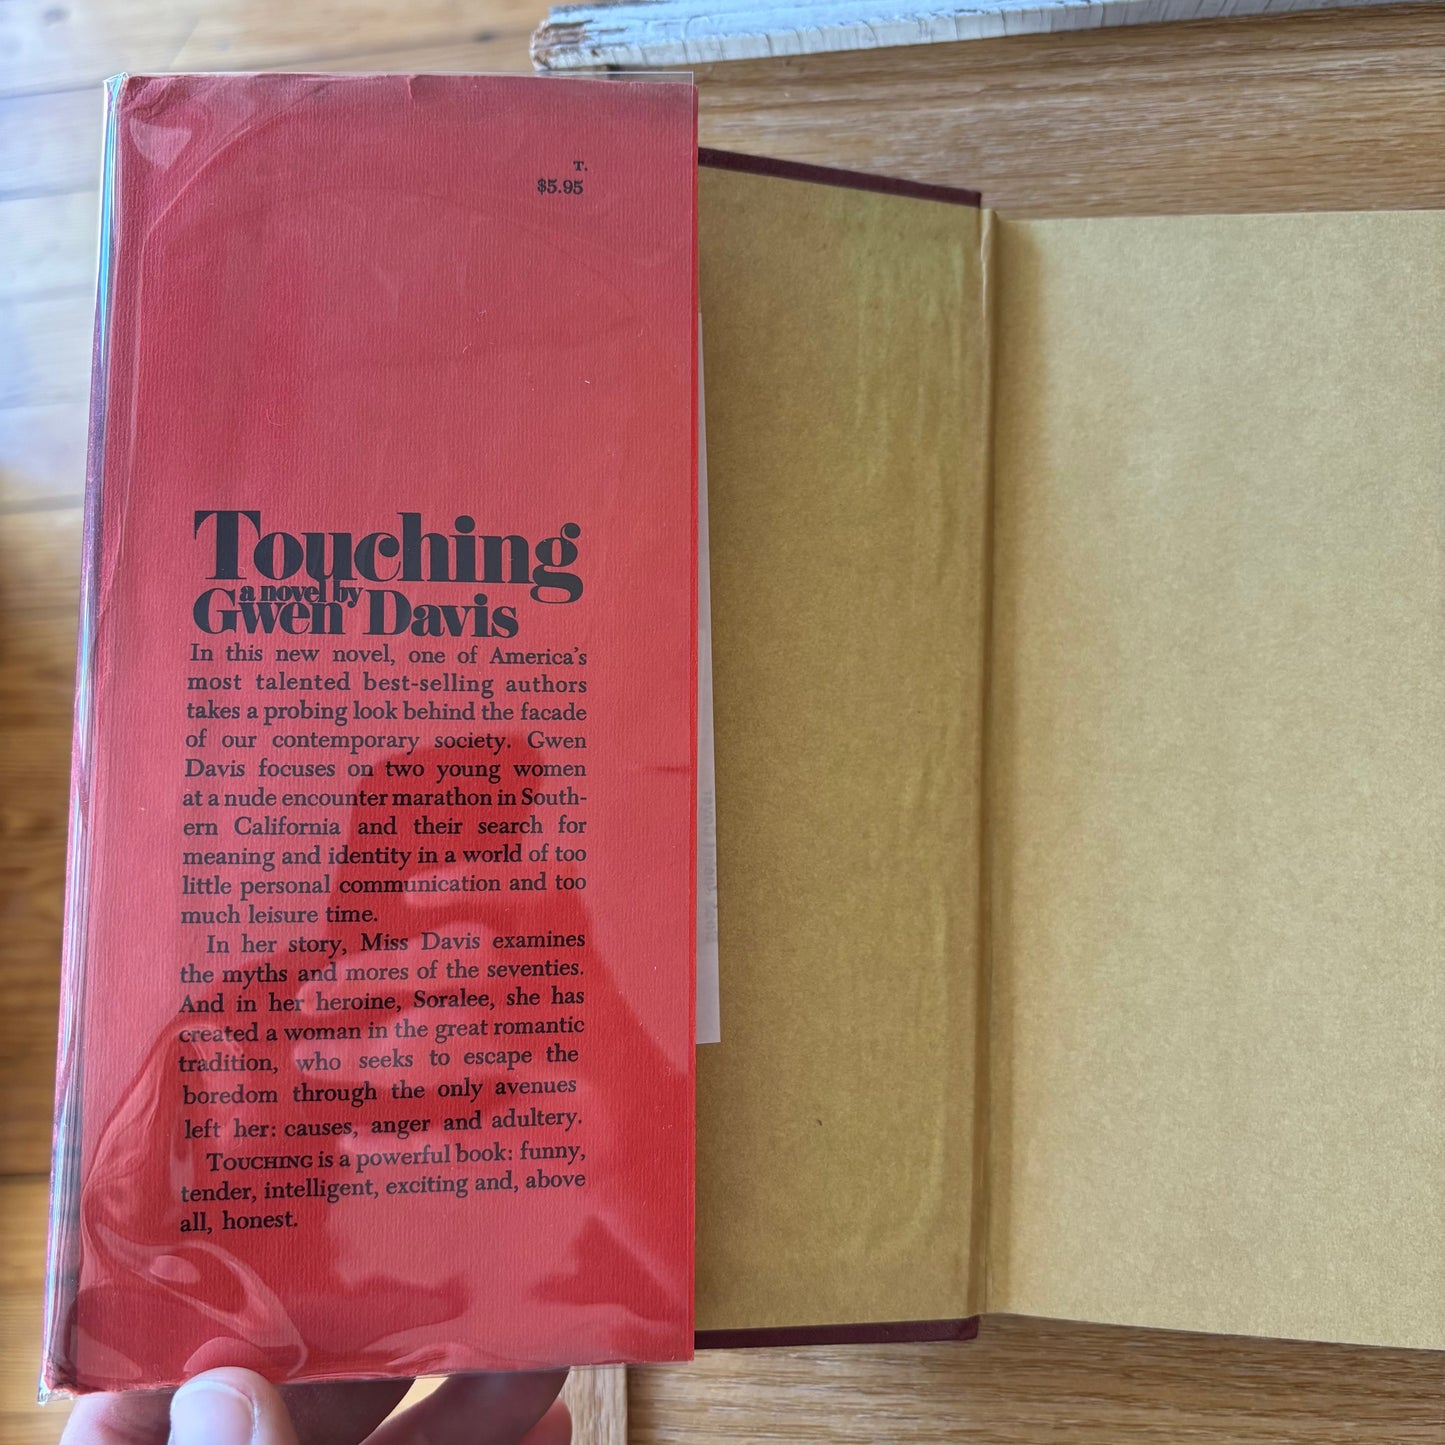 T.
$5.95
Touching
a novel by
Gwen Davis
In this new novel, one of America's
most talented best-selling authors
takes a probing look behind the facade
of our contemporary society. Gwen
Davis focuses on two young women
at a nude encounter marathon in South-
ern California and their search for
meaning and identity in a world of too
little personal communication and too
much leisure time.
In her story, Miss Davis examines
the myths and mores of the seventies.
And in her heroine, Soralee, she has
created a woman in the great romantic
tradition, who seeks to escape the
boredom through the only avenues
left her: causes, anger and adultery.
TOUCHING is a powerful book: funny,
tender, intelligent, exciting and, above
all, honest.